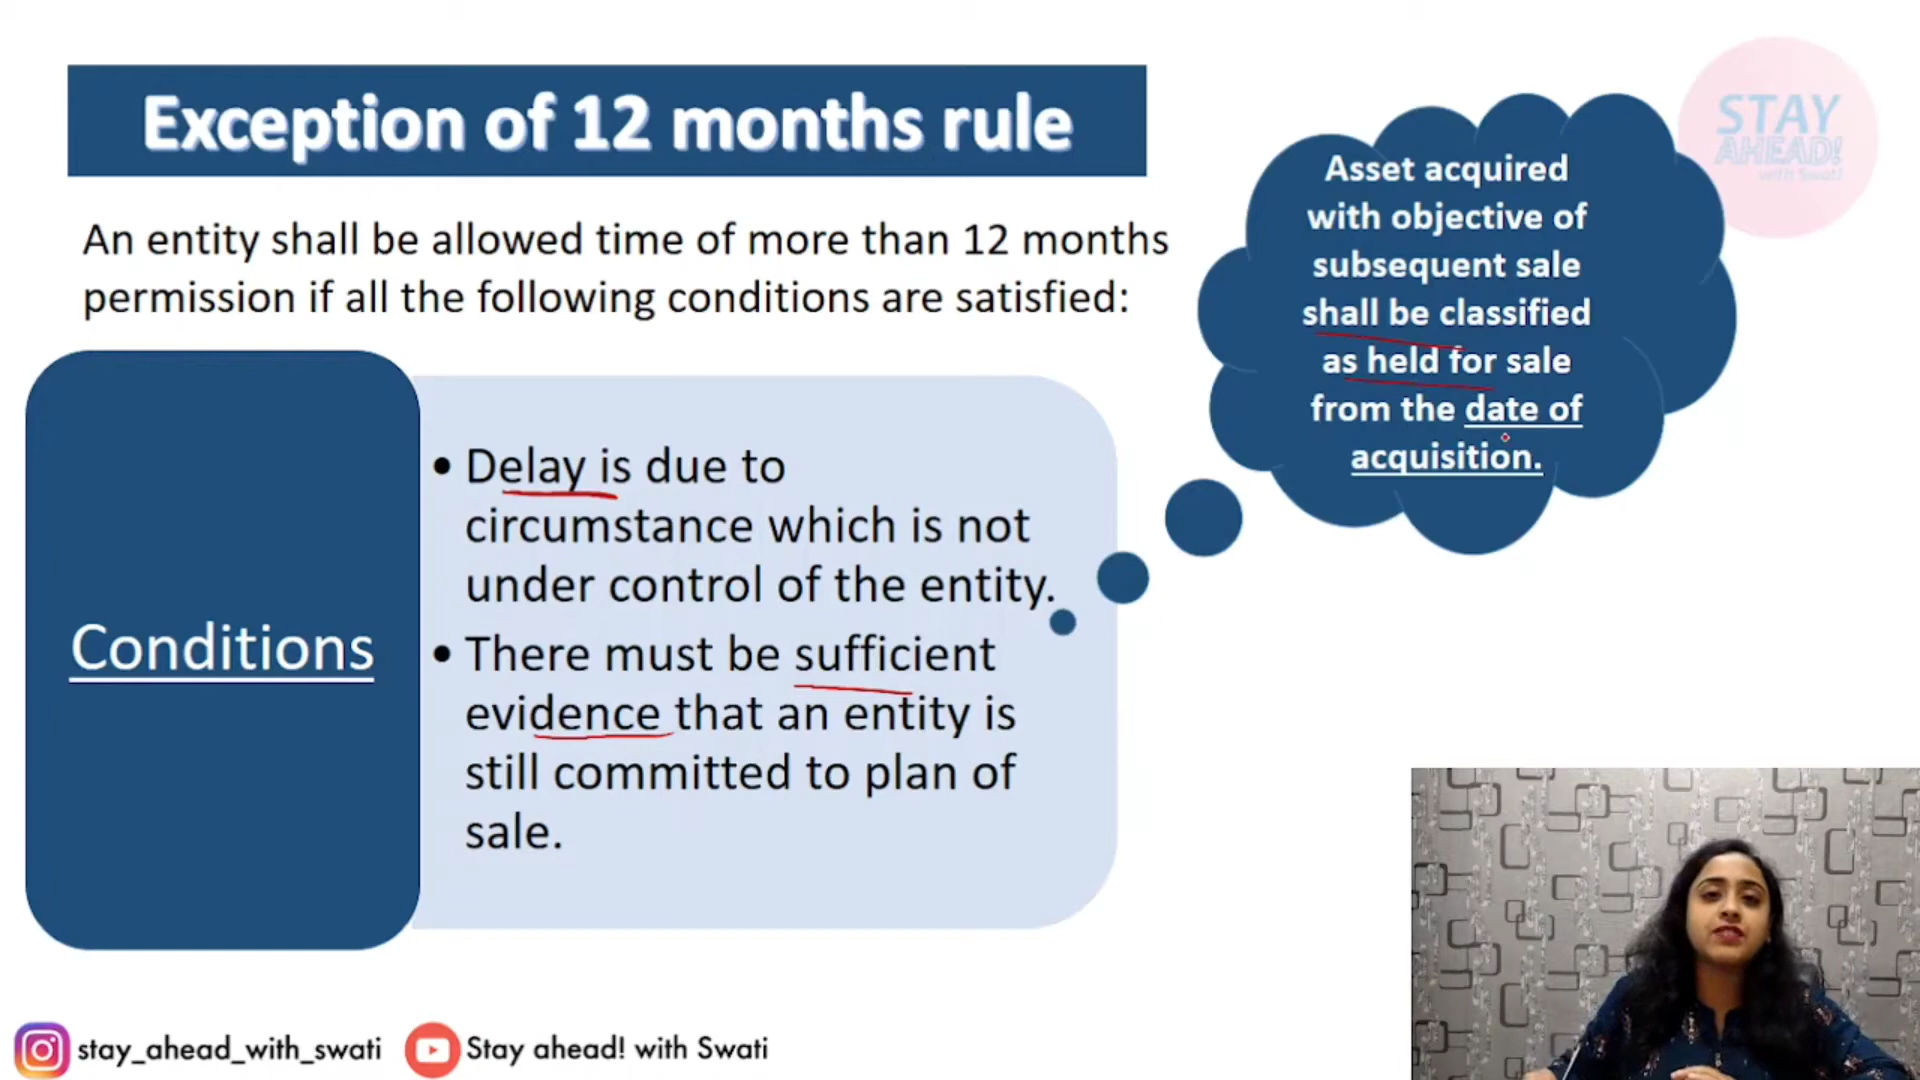 Exception of 12 months rule
An entity shall be allowed time of more than 12 months
permission if all the following conditions are satisfied:
Conditions
• Delay is due to
circumstance which is not
under control of the entity.
• There must be sufficient
evidence that an entity is
still committed to plan of
sale.
Asset acquired
with objective of
subsequent sale
shall be classified
as held for sale
from the date of
acquisition.
STAY
AHEAD!
with Swati
stay_ahead_with_swati
Stay ahead! with Swati